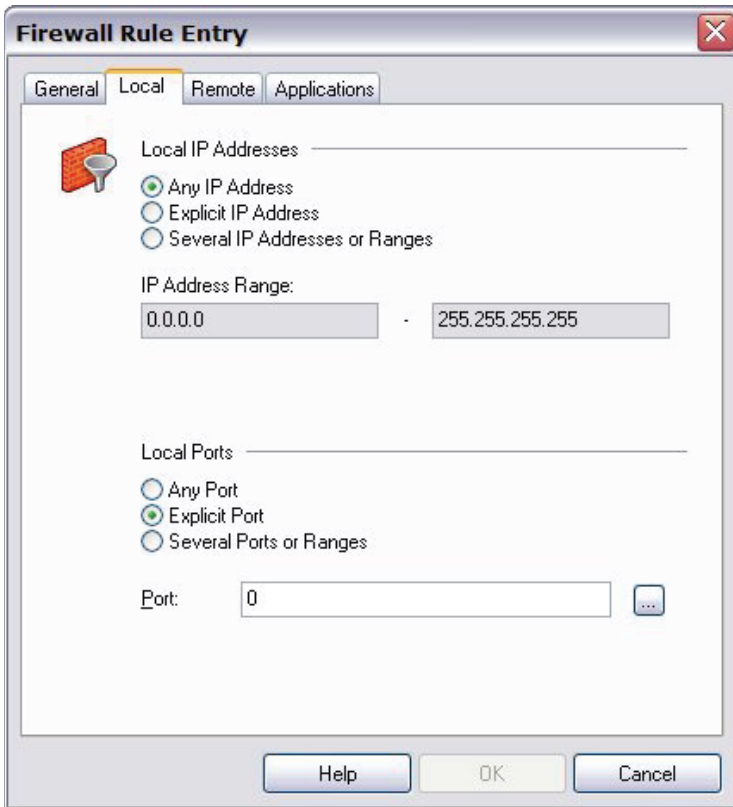 Firewall Rule Entry
General Local Remote Applications
Local IP Addresses
Any IP Address
Explicit IP Address
Several IP Addresses or Ranges
IP Address Range:
0.0.0.0 - 255.255.255.255
Local Ports
Any Port
Explicit Port
Several Ports or Ranges
Port: 0 ...
Help OK Cancel